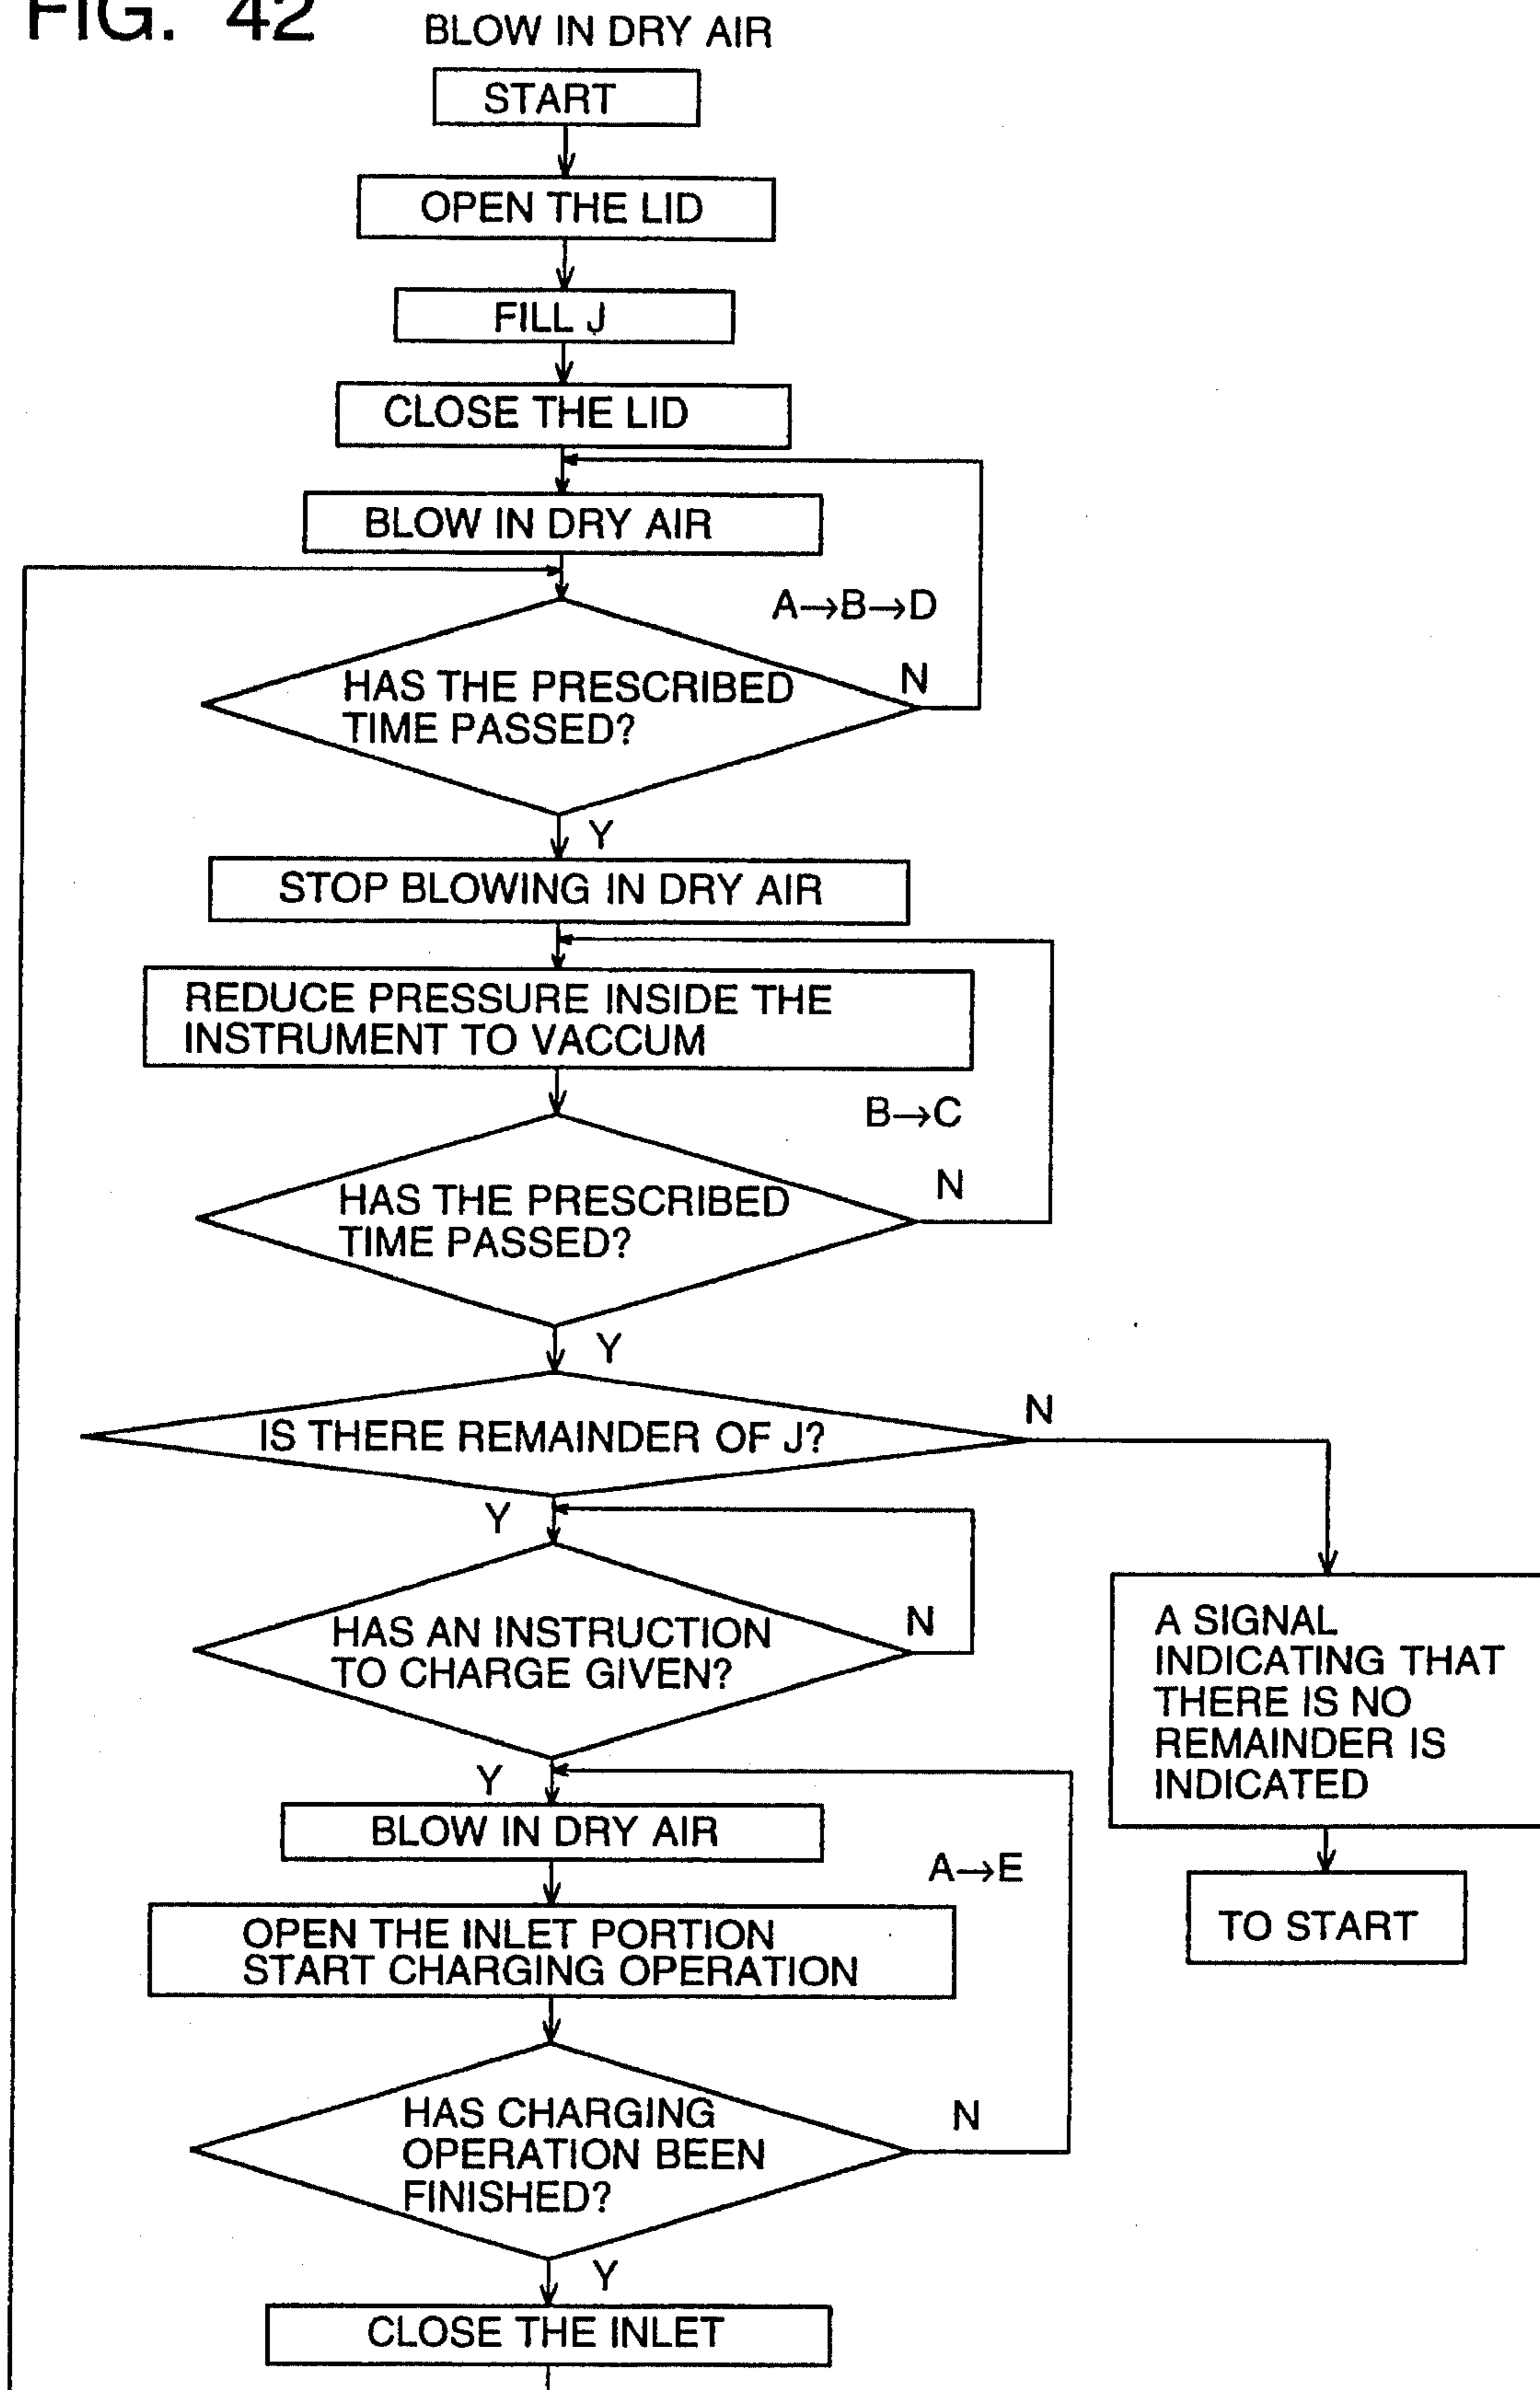 FIG. 42
BLOW IN DRY AIR
START
OPEN THE LID
FILL J
CLOSE THE LID
BLOW IN DRY AIR
A→B→D
HAS THE PRESCRIBED
TIME PASSED?
N
Y
STOP BLOWING IN DRY AIR
REDUCE PRESSURE INSIDE THE
INSTRUMENT TO VACCUM
B→C
HAS THE PRESCRIBED
TIME PASSED?
N
Y
IS THERE REMAINDER OF J?
N
Y
HAS AN INSTRUCTION
TO CHARGE GIVEN?
N
A SIGNAL
INDICATING THAT
THERE IS NO
REMAINDER IS
INDICATED
TO START
Y
BLOW IN DRY AIR
A→E
OPEN THE INLET PORTION
START CHARGING OPERATION
HAS CHARGING
OPERATION BEEN
FINISHED?
N
Y
CLOSE THE INLET